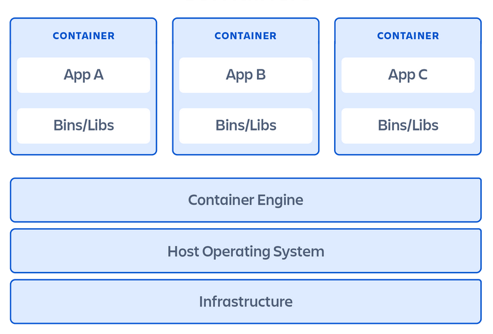 CONTAINER CONTAINER CONTAINER
App A App B App C
Bins/Libs Bins/Libs Bins/Libs
Container Engine
Host Operating System
Infrastructure